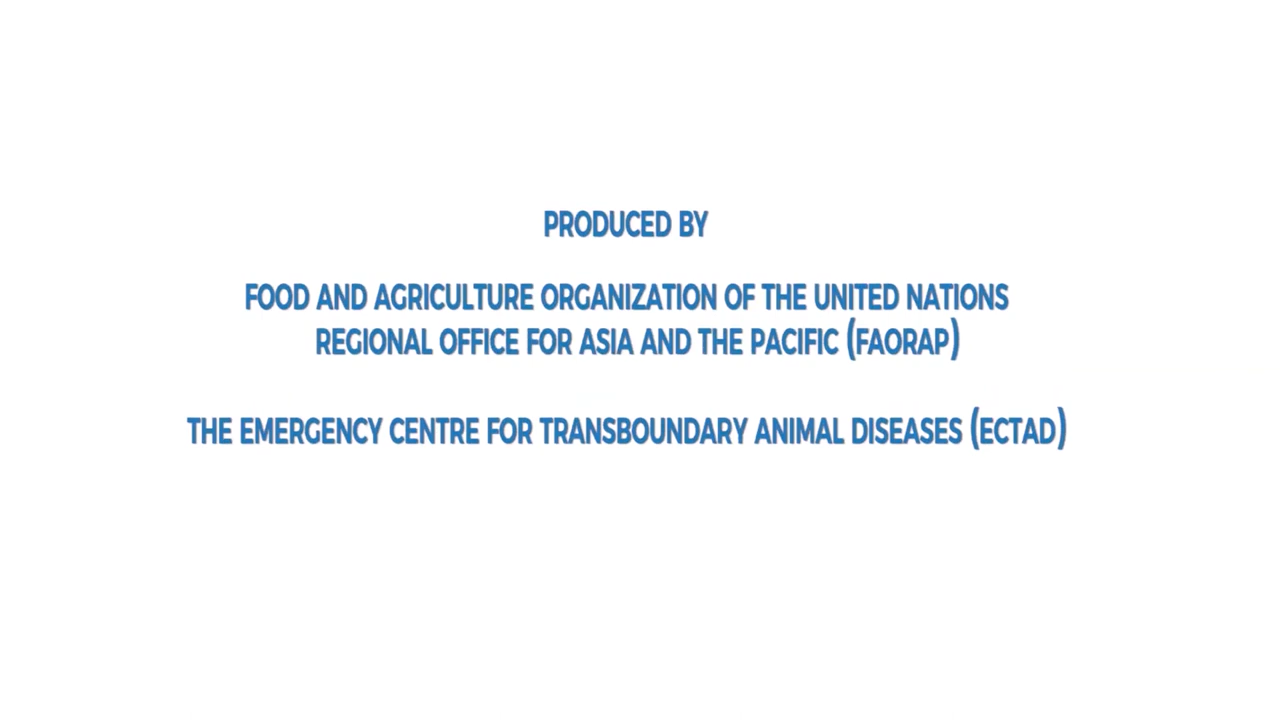 PRODUCED BY
FOOD AND AGRICULTURE ORGANIZATION OF THE UNITED NATIONS
REGIONAL OFFICE FOR ASIA AND THE PACIFIC (FAORAP)
THE EMERGENCY CENTRE FOR TRANSBOUNDARY ANIMAL DISEASES (ECTAD)